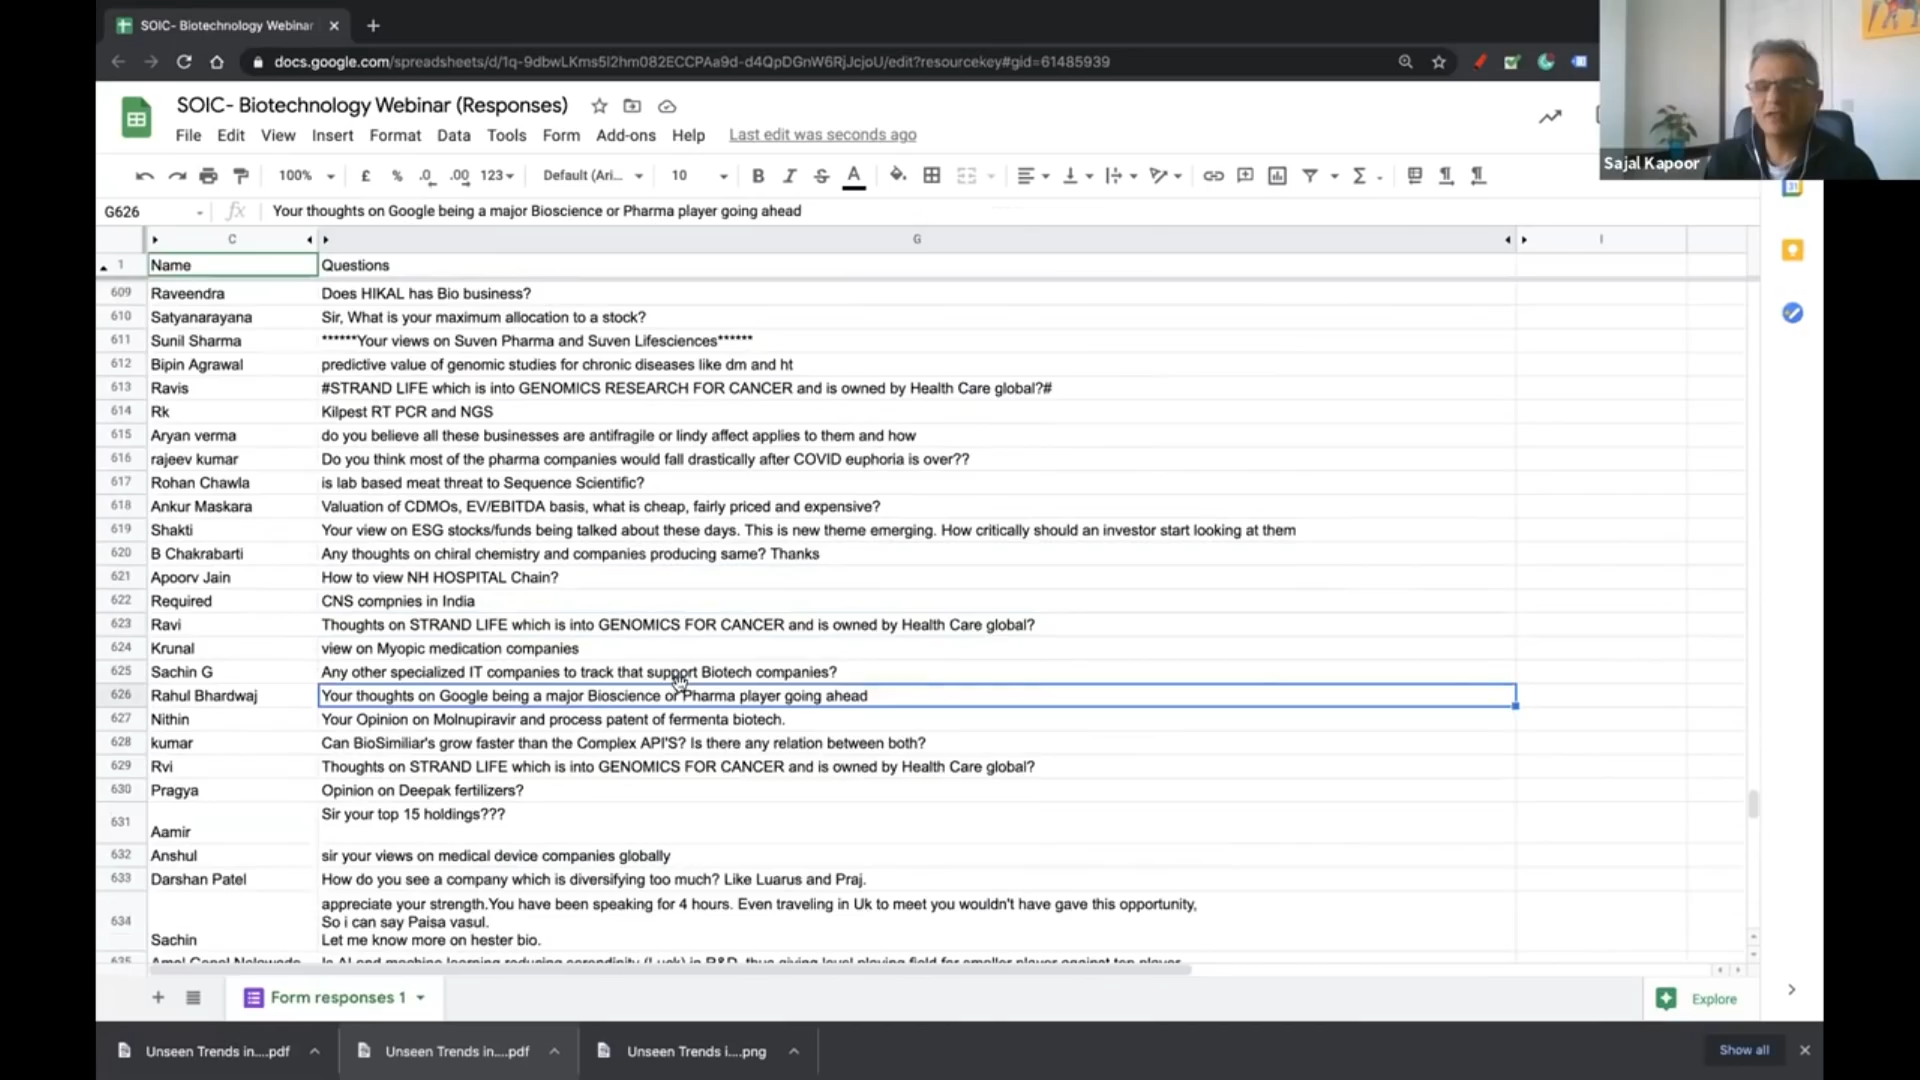 SOIC- Biotechnology Webinar
docs.google.com/spreadsheets/d/1q-9dbwLKms5l2hm082ECCPAa9d-d4QpDGnW6RjJcjoU/edit?resourcekey#gid=61485939
SOIC- Biotechnology Webinar (Responses)
File Edit View Insert Format Data Tools Form Add-ons Help Last edit was seconds ago
Sajal Kapoor
100% £ % .0 .00 123 Default (Ari... 10 B I S A
G626 fx Your thoughts on Google being a major Bioscience or Pharma player going ahead
C G I
1 Name Questions
609 Raveendra Does HIKAL has Bio business?
610 Satyanarayana Sir, What is your maximum allocation to a stock?
611 Sunil Sharma ******Your views on Suven Pharma and Suven Lifesciences******
612 Bipin Agrawal predictive value of genomic studies for chronic diseases like dm and ht
613 Ravis #STRAND LIFE which is into GENOMICS RESEARCH FOR CANCER and is owned by Health Care global?#
614 Rk Kilpest RT PCR and NGS
615 Aryan verma do you believe all these businesses are antifragile or lindy affect applies to them and how
616 rajeev kumar Do you think most of the pharma companies would fall drastically after COVID euphoria is over??
617 Rohan Chawla is lab based meat threat to Sequence Scientific?
618 Ankur Maskara Valuation of CDMOs, EV/EBITDA basis, what is cheap, fairly priced and expensive?
619 Shakti Your view on ESG stocks/funds being talked about these days. This is new theme emerging. How critically should an investor start looking at them
620 B Chakrabarti Any thoughts on chiral chemistry and companies producing same? Thanks
621 Apoorv Jain How to view NH HOSPITAL Chain?
622 Required CNS compnies in India
623 Ravi Thoughts on STRAND LIFE which is into GENOMICS FOR CANCER and is owned by Health Care global?
624 Krunal view on Myopic medication companies
625 Sachin G Any other specialized IT companies to track that support Biotech companies?
626 Rahul Bhardwaj Your thoughts on Google being a major Bioscience or Pharma player going ahead
627 Nithin Your Opinion on Molnupiravir and process patent of fermenta biotech.
628 kumar Can BioSimiliar's grow faster than the Complex API'S? Is there any relation between both?
629 Rvi Thoughts on STRAND LIFE which is into GENOMICS FOR CANCER and is owned by Health Care global?
630 Pragya Opinion on Deepak fertilizers?
Sir your top 15 holdings???
631 Aamir
632 Anshul sir your views on medical device companies globally
633 Darshan Patel How do you see a company which is diversifying too much? Like Luarus and Praj.
appreciate your strength.You have been speaking for 4 hours. Even traveling in Uk to meet you wouldn't have gave this opportunity,
634 So i can say Paisa vasul.
Sachin Let me know more on hester bio.
Form responses 1 Explore
Unseen Trends in....pdf Unseen Trends in....pdf Unseen Trends i....png Show all